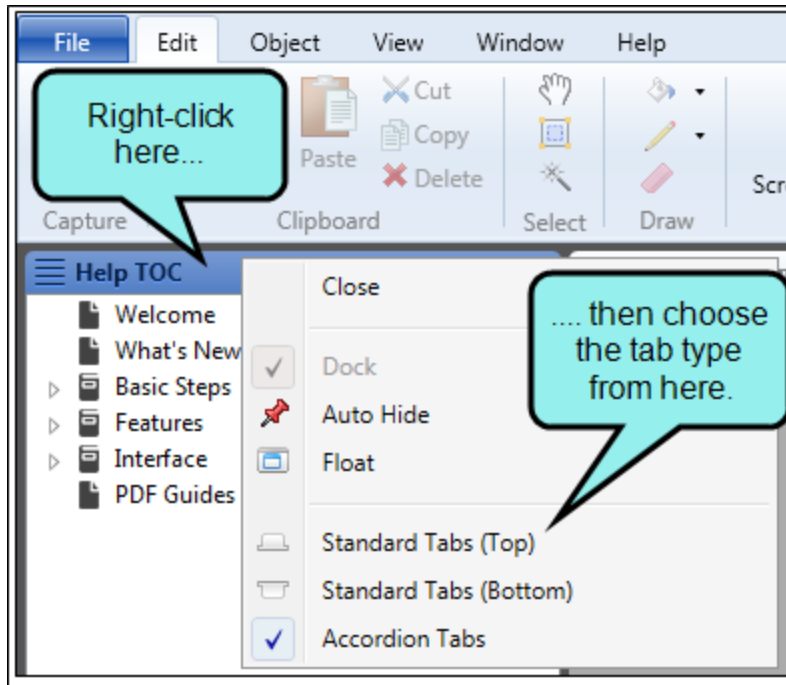 File Edit Object View Window Help
Right-click
here...
Cut
Copy
Paste
Delete
Capture Clipboard Select Draw
Scr
Help TOC
Welcome
What's New
Basic Steps
Features
Interface
PDF Guides
Close
Dock
Auto Hide
Float
Standard Tabs (Top)
Standard Tabs (Bottom)
Accordion Tabs
.... then choose
the tab type
from here.